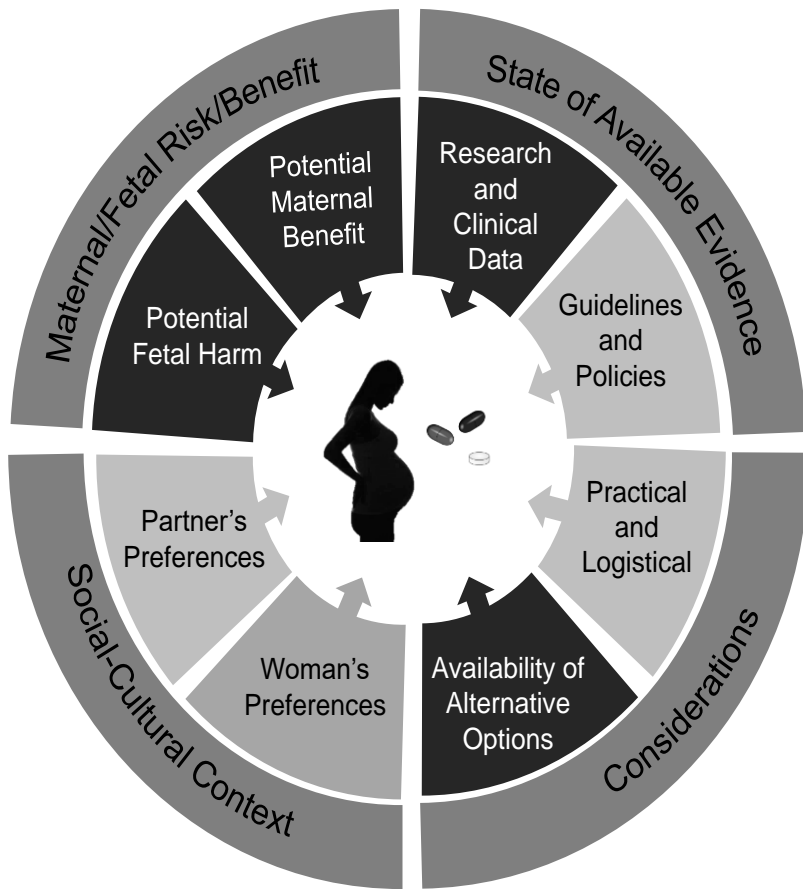 Maternal/Fetal Risk/Benefit
State of Available Evidence
Potential
Maternal
Benefit
Research
and
Clinical
Data
Potential
Fetal Harm
Guidelines
and
Policies
Partner's
Preferences
Practical
and
Logistical
Woman's
Preferences
Availability of
Alternative
Options
Social-Cultural Context
Considerations